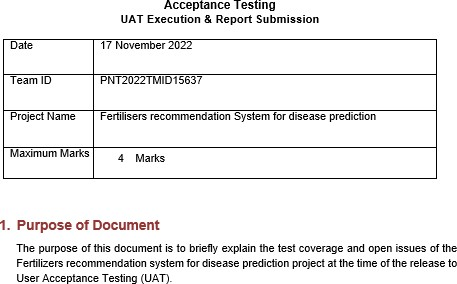 Acceptance Testing
UAT Execution & Report Submission
Date 17 November 2022
Team ID PNT2022TMID15637
Project Name Fertilisers recommendation System for disease prediction
Maximum Marks 4 Marks
1. Purpose of Document
The purpose of this document is to briefly explain the test coverage and open issues of the
Fertilizers recommendation system for disease prediction project at the time of the release to
User Acceptance Testing (UAT).